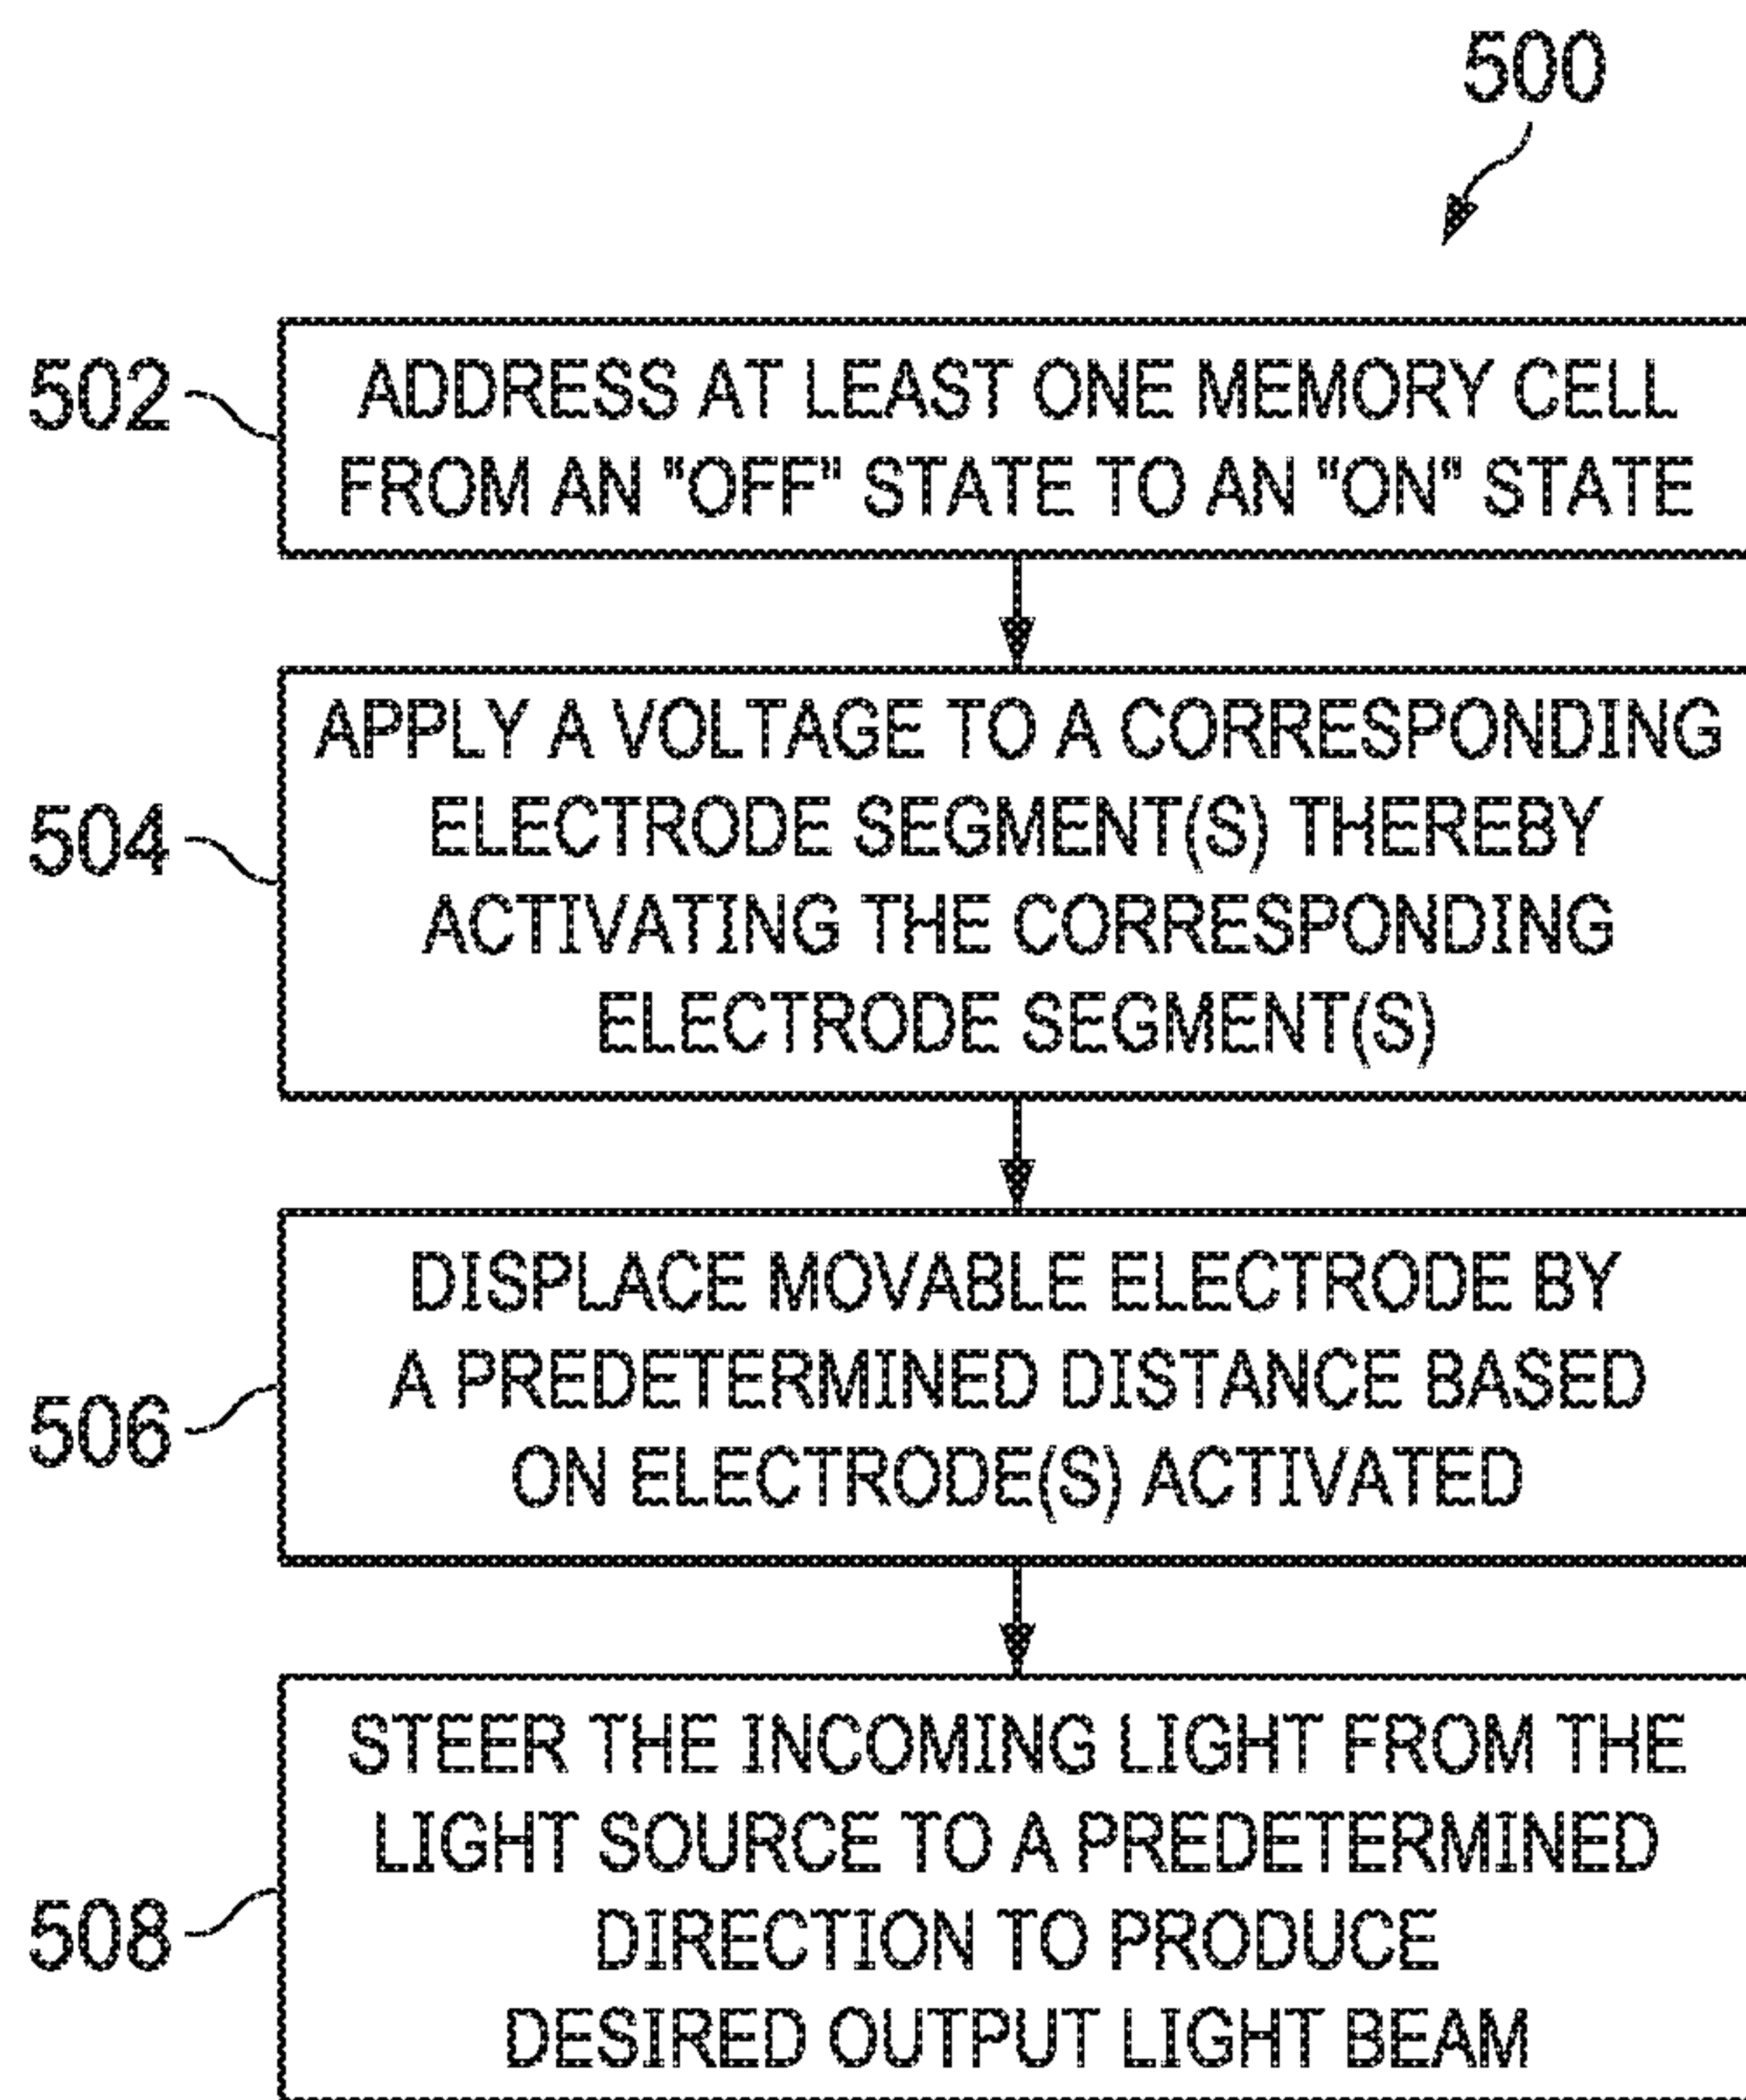 500
502
ADDRESS AT LEAST ONE MEMORY CELL
FROM AN "OFF" STATE TO AN "ON" STATE
504
APPLY A VOLTAGE TO A CORRESPONDING
ELECTRODE SEGMENT(S) THEREBY
ACTIVATING THE CORRESPONDING
ELECTRODE SEGMENT(S)
506
DISPLACE MOVABLE ELECTRODE BY
A PREDETERMINED DISTANCE BASED
ON ELECTRODE(S) ACTIVATED
508
STEER THE INCOMING LIGHT FROM THE
LIGHT SOURCE TO A PREDETERMINED
DIRECTION TO PRODUCE
DESIRED OUTPUT LIGHT BEAM